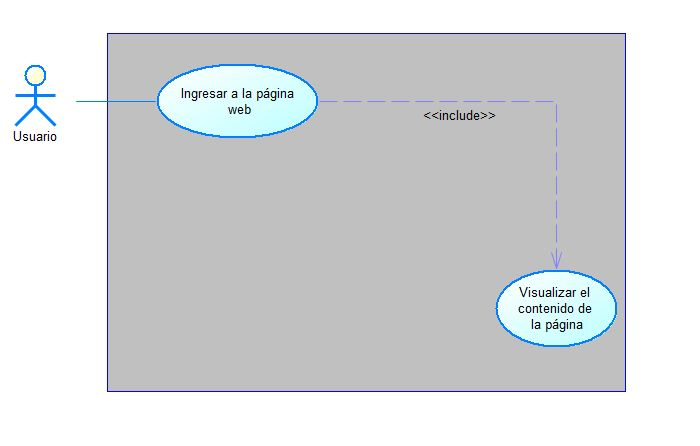 Ingresar a la página
web
<<include>>
Usuario
Visualizar el
contenido de
la página